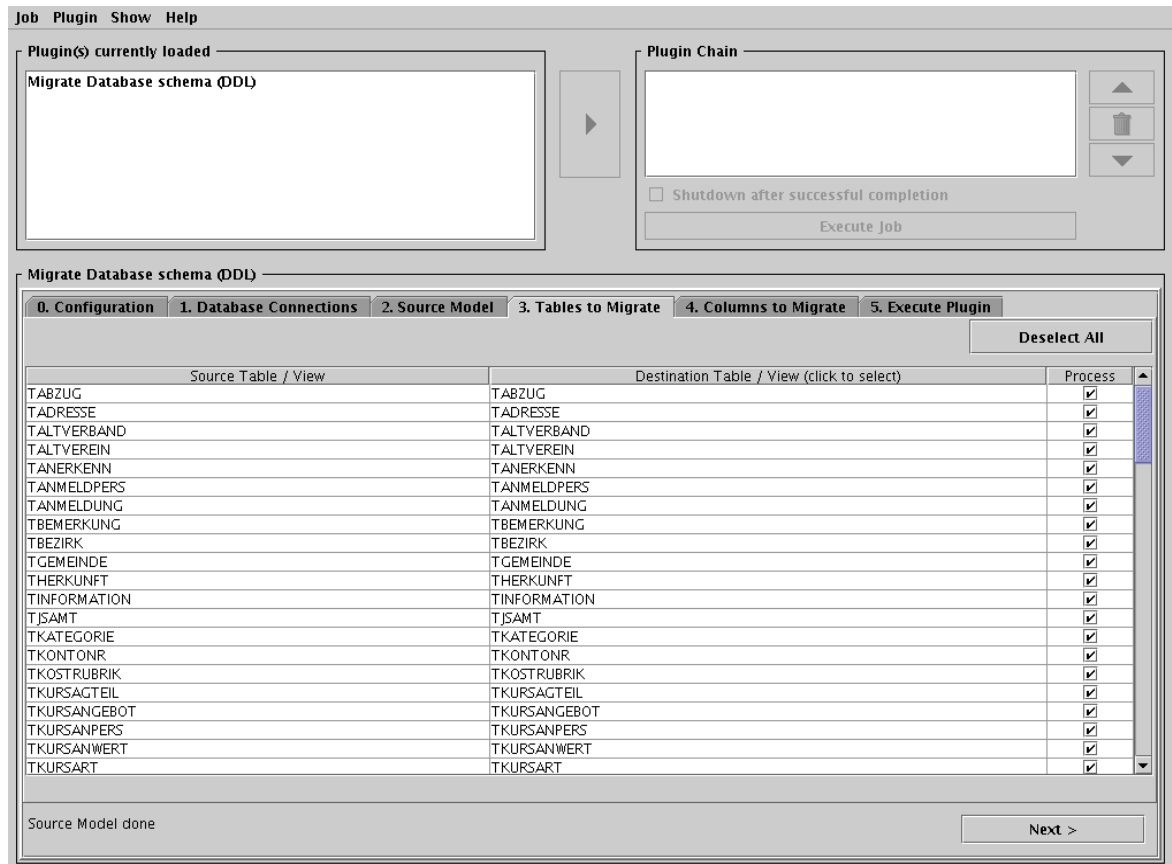 Job Plugin Show Help
Plugin(s) currently loaded
Migrate Database schema (DDL)
Plugin Chain
Shutdown after successful completion
Execute Job
Migrate Database schema (DDL)
0. Configuration 1. Database Connections 2. Source Model 3. Tables to Migrate 4. Columns to Migrate 5. Execute Plugin
Deselect All
Source Table / View Destination Table / View (click to select) Process
TABZUG TABZUG
TADRESSE TADRESSE
TALTVERBAND TALTVERBAND
TALTVEREIN TALTVEREIN
TANERKENN TANERKENN
TANMELDPERS TANMELDPERS
TANMELDUNG TANMELDUNG
TBEMERKUNG TBEMERKUNG
TBEZIRK TBEZIRK
TGEMEINDE TGEMEINDE
THERKUNFT THERKUNFT
TINFORMATION TINFORMATION
TJSAMT TJSAMT
TKATEGORIE TKATEGORIE
TKONTONR TKONTONR
TKOSTRUBRIK TKOSTRUBRIK
TKURSAGTEIL TKURSAGTEIL
TKURSANGEBOT TKURSANGEBOT
TKURSANPERS TKURSANPERS
TKURSANWERT TKURSANWERT
TKURSART TKURSART
Source Model done
Next >